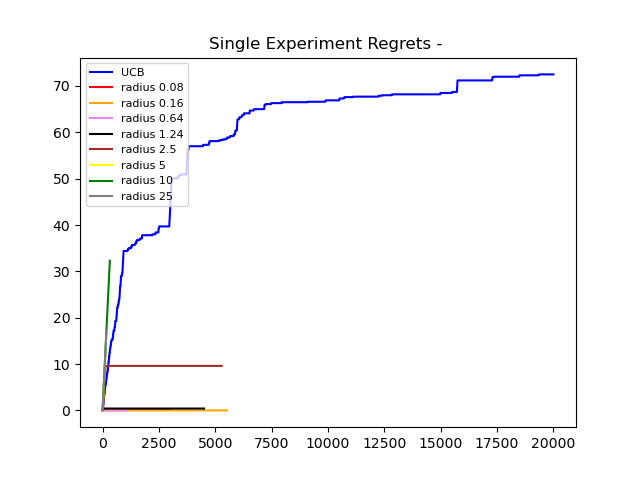 Single Experiment Regrets -
UCB
radius 0.08
radius 0.16
radius 0.64
radius 1.24
radius 2.5
radius 5
radius 10
radius 25
70
60
50
40
30
20
10
0
0 2500 5000 7500 10000 12500 15000 17500 20000